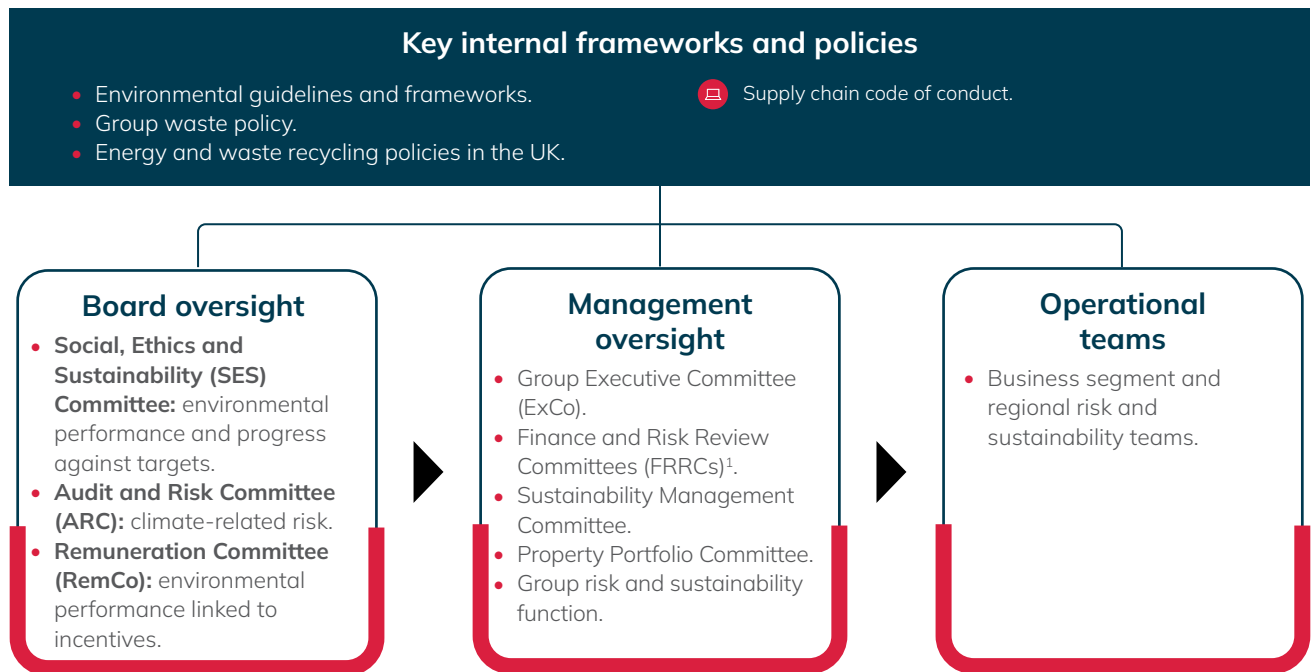 Key internal frameworks and policies
• Environmental guidelines and frameworks.
• Group waste policy.
• Energy and waste recycling policies in the UK.
Supply chain code of conduct.
Board oversight
• Social, Ethics and
Sustainability (SES)
Committee: environmental
performance and progress
against targets.
• Audit and Risk Committee
(ARC): climate-related risk.
• Remuneration Committee
(RemCo): environmental
performance linked to
incentives.
Management
oversight
• Group Executive Committee
(ExCo).
• Finance and Risk Review
Committees (FRRCs)¹.
• Sustainability Management
Committee.
• Property Portfolio Committee.
• Group risk and sustainability
function.
Operational
teams
• Business segment and
regional risk and
sustainability teams.